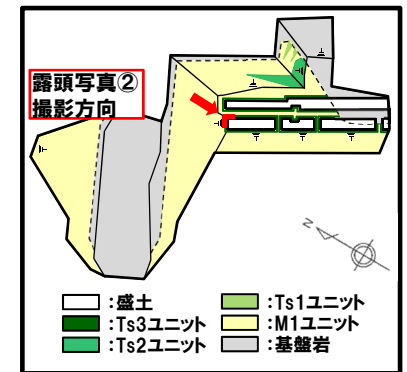 露頭写真②
撮影方向
N
:盛土
:Ts1ユニット
:Ts3ユニット
:M1ユニット
:Ts2ユニット
:基盤岩